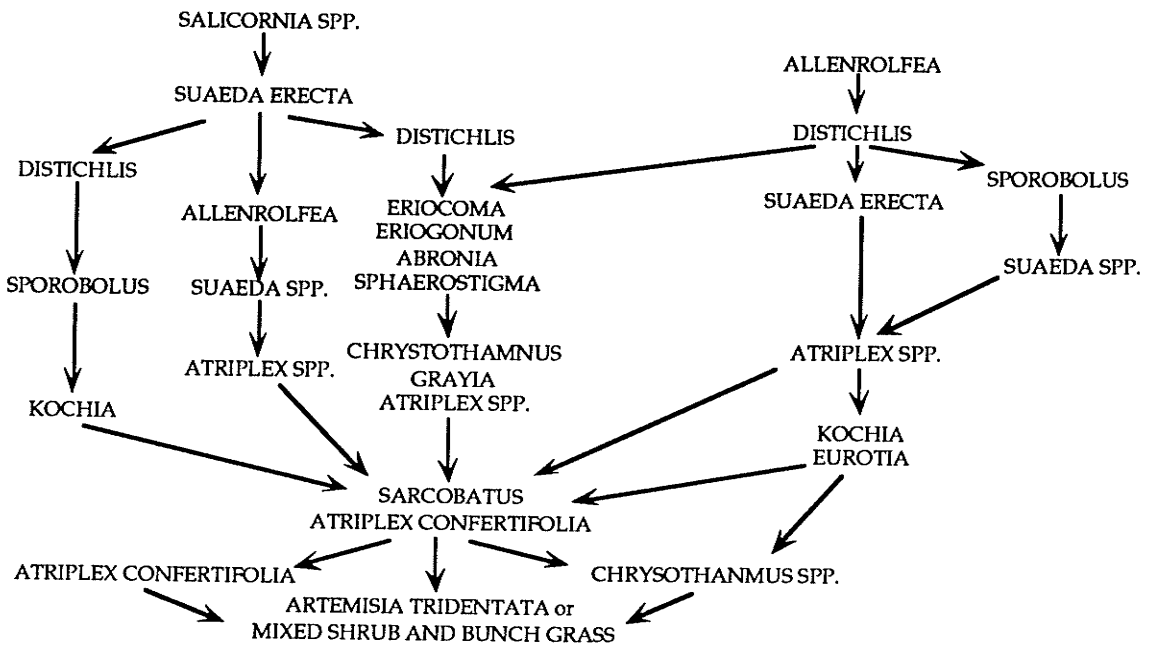 SALICORNIA SPP.
ALLENROLFEA
SUAEDA ERECTA
DISTICHLIS
DISTICHLIS
DISTICHLIS
SPOROBOLUS
ALLENROLFEA
ERIOCOMA
ERIOGONUM
ABRONIA
SPHAEROSTIGMA
SUAEDA ERECTA
SUAEDA SPP.
SPOROBOLUS
SUAEDA SPP.
CHRYSTOTHAMNUS
GRAYIA
ATRIPLEX SPP.
ATRIPLEX SPP.
ATRIPLEX SPP.
KOCHIA
KOCHIA
EUROTIA
SARCOBATUS
ATRIPLEX CONFERTIFOLIA
ATRIPLEX CONFERTIFOLIA
CHRYSOTHANMUS SPP.
ARTEMISIA TRIDENTATA or
MIXED SHRUB AND BUNCH GRASS